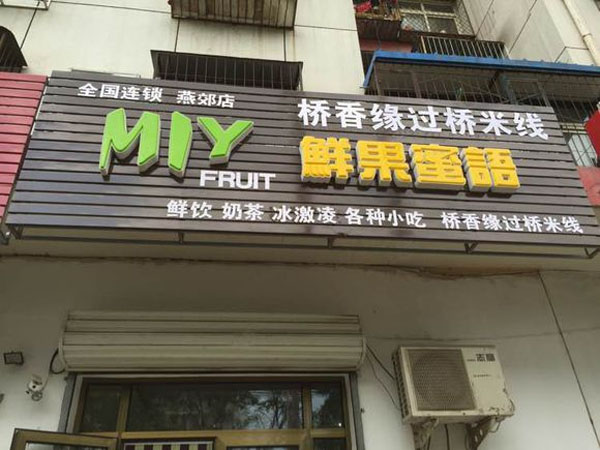 全国连锁 燕郊店
桥香缘过桥米线
MIY
FRUIT
鮮果蜜語
鲜饮 奶茶 冰激凌 各种小吃 桥香缘过桥米线
志高